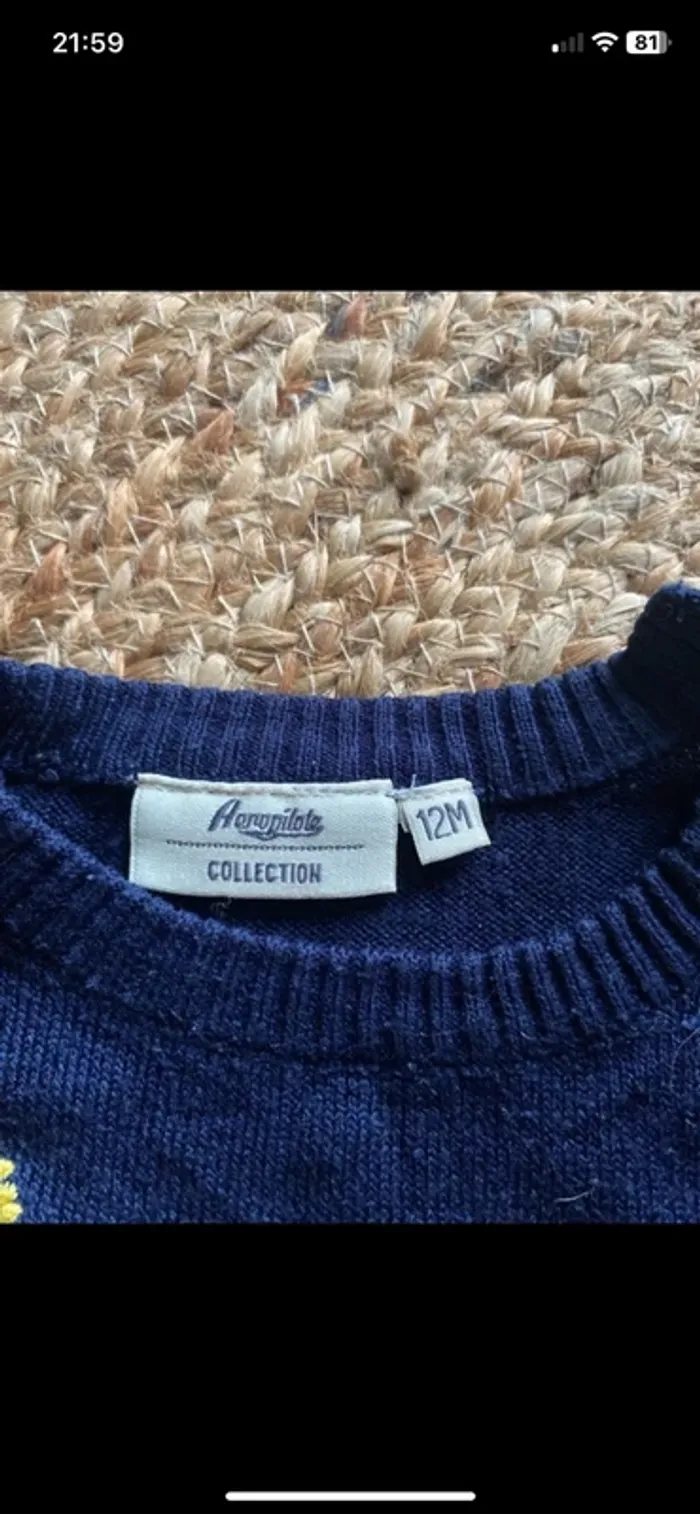 21:59
81
Aeropilote
12M
COLLECTION